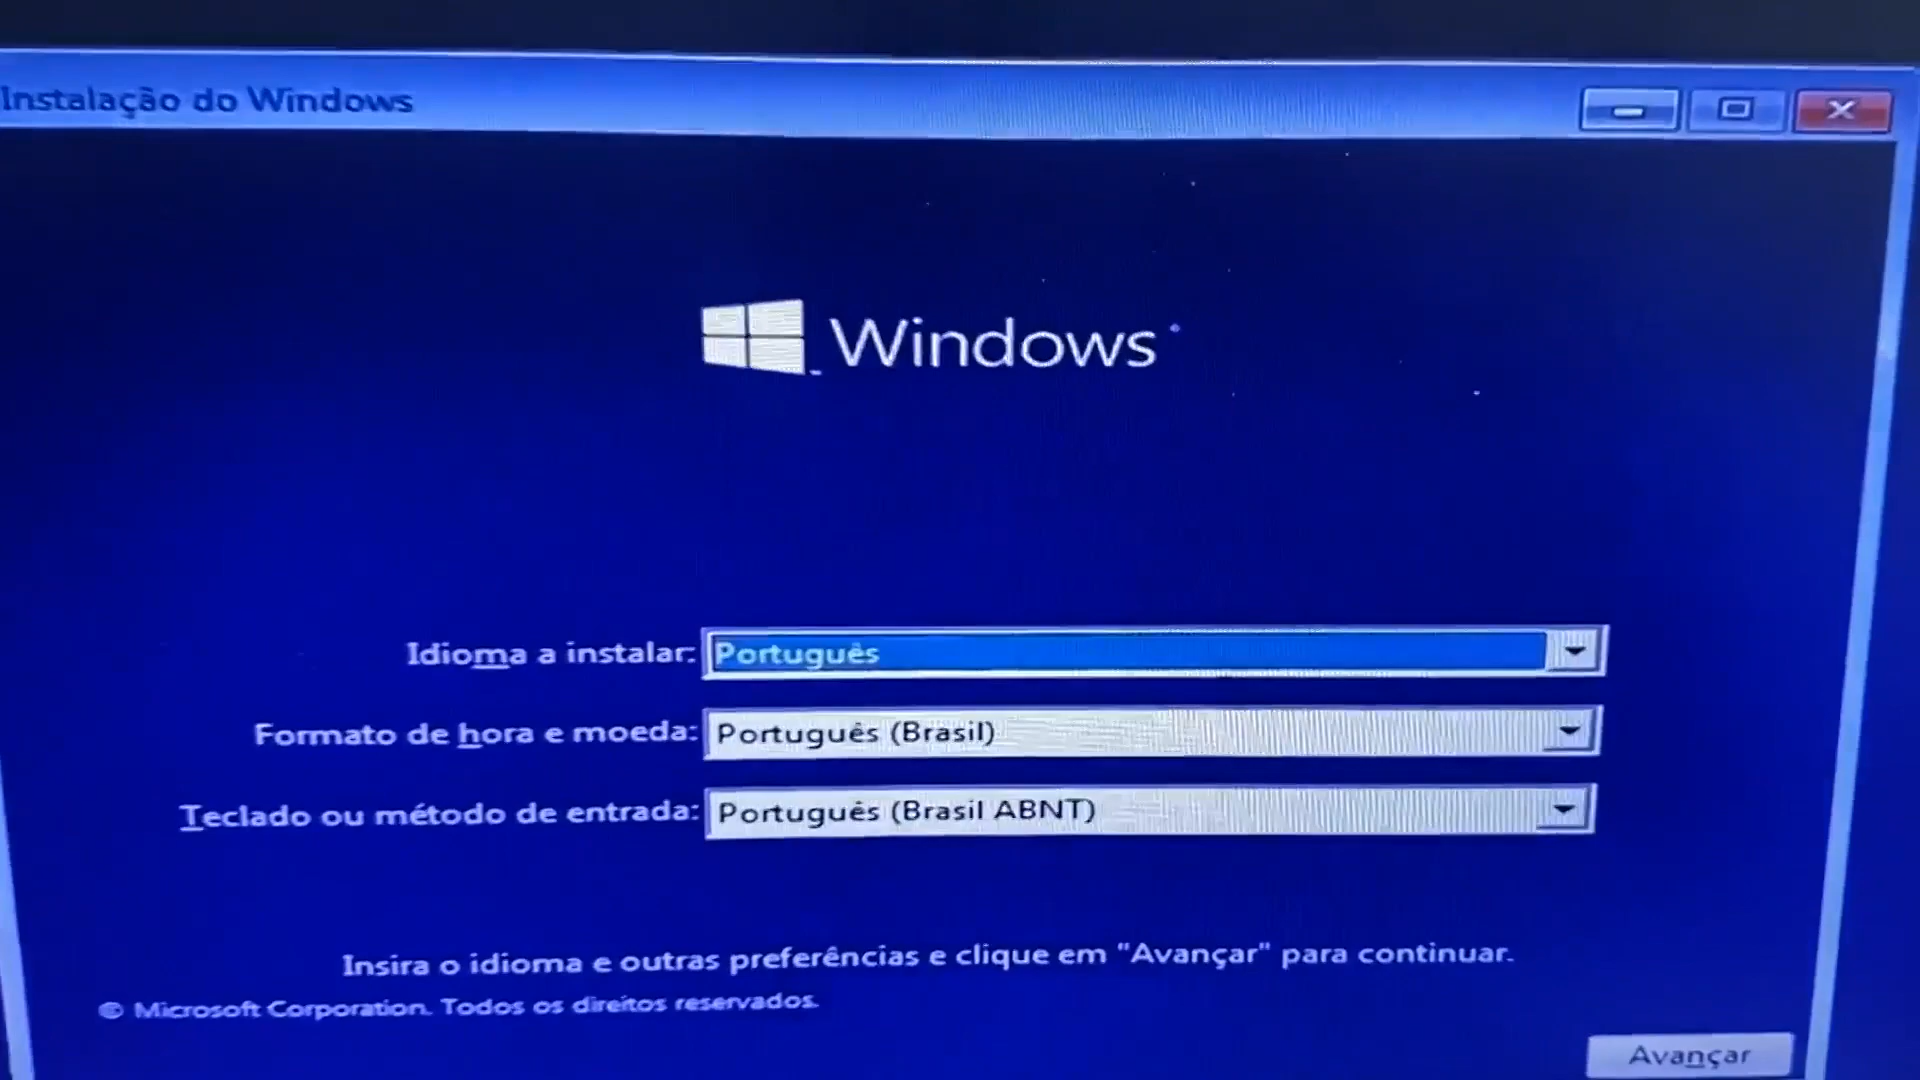 Instalação do Windows
Windows
Idioma a instalar: Português
Formato de hora e moeda: Português (Brasil)
Teclado ou método de entrada: Português (Brasil ABNT)
Insira o idioma e outras preferências e clique em "Avançar" para continuar.
© Microsoft Corporation. Todos os direitos reservados.
Avançar